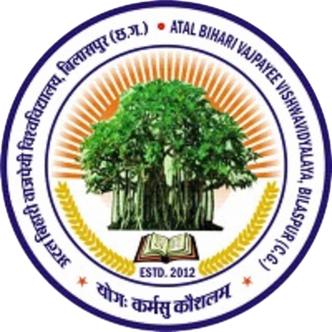 अटल बिहारी वाजपेयी विश्वविद्यालय, बिलासपुर (छ.ग.)
ATAL BIHARI VAJPAYEE VISHWAVIDYALAYA, BILASPUR (C.G.)
ESTD. 2012
योगः कर्मसु कौशलम्